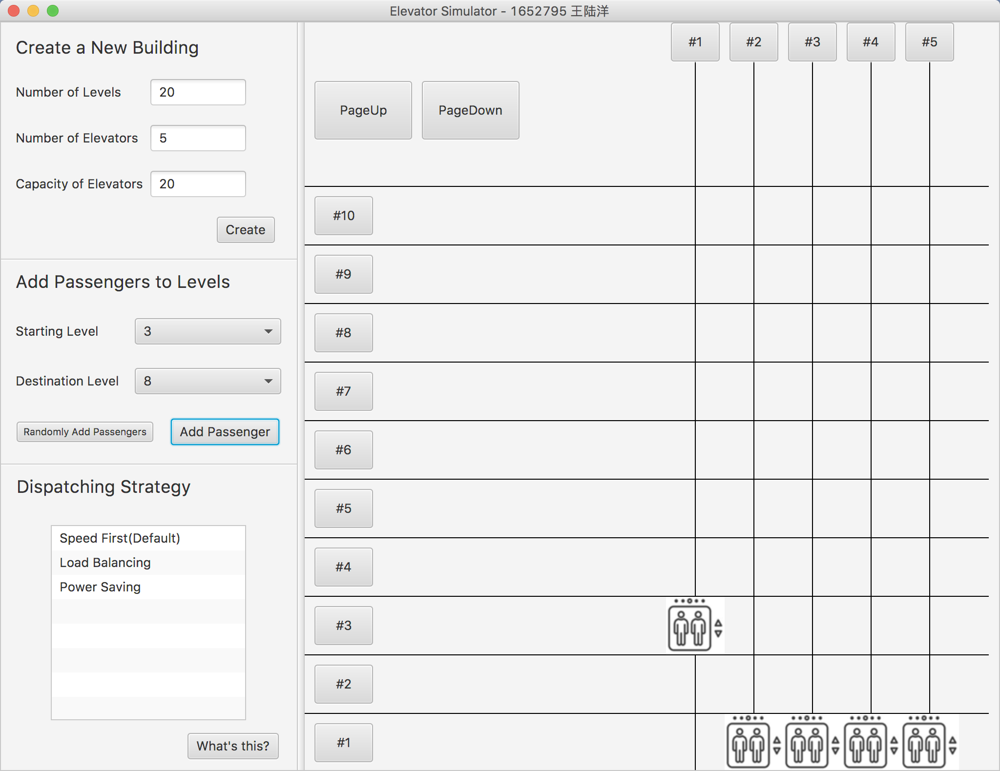 Elevator Simulator - 1652795 王陆洋
Create a New Building
Number of Levels 20
Number of Elevators 5
Capacity of Elevators 20
Create
Add Passengers to Levels
Starting Level 3
Destination Level 8
Randomly Add Passengers Add Passenger
Dispatching Strategy
Speed First(Default)
Load Balancing
Power Saving
What's this?
#1 #2 #3 #4 #5
PageUp PageDown
#10
#9
#8
#7
#6
#5
#4
#3
#2
#1